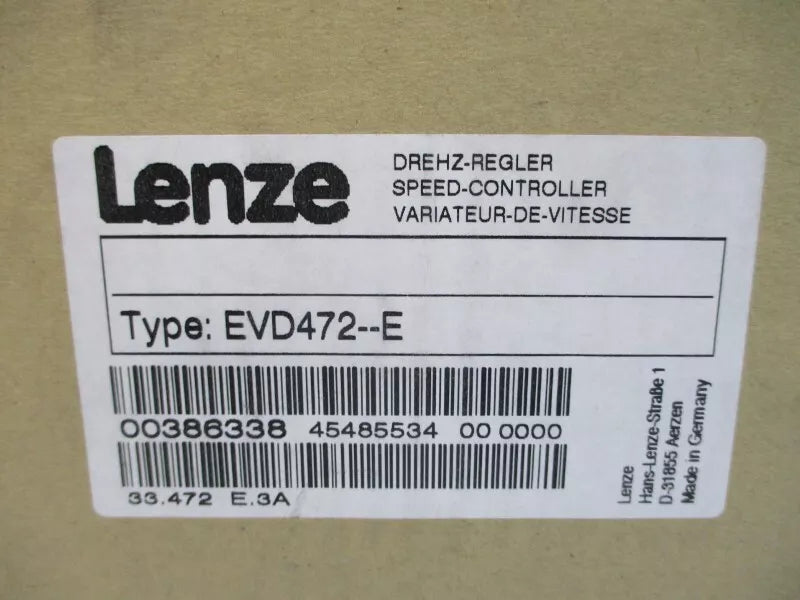 Lenze
DREHZ-REGLER
SPEED-CONTROLLER
VARIATEUR-DE-VITESSE
Type: EVD472--E
00386338 45485534 00 0000
33.472 E.3A
Lenze
Hans-Lenze-Straße 1
D-31855 Aerzen
Made in Germany